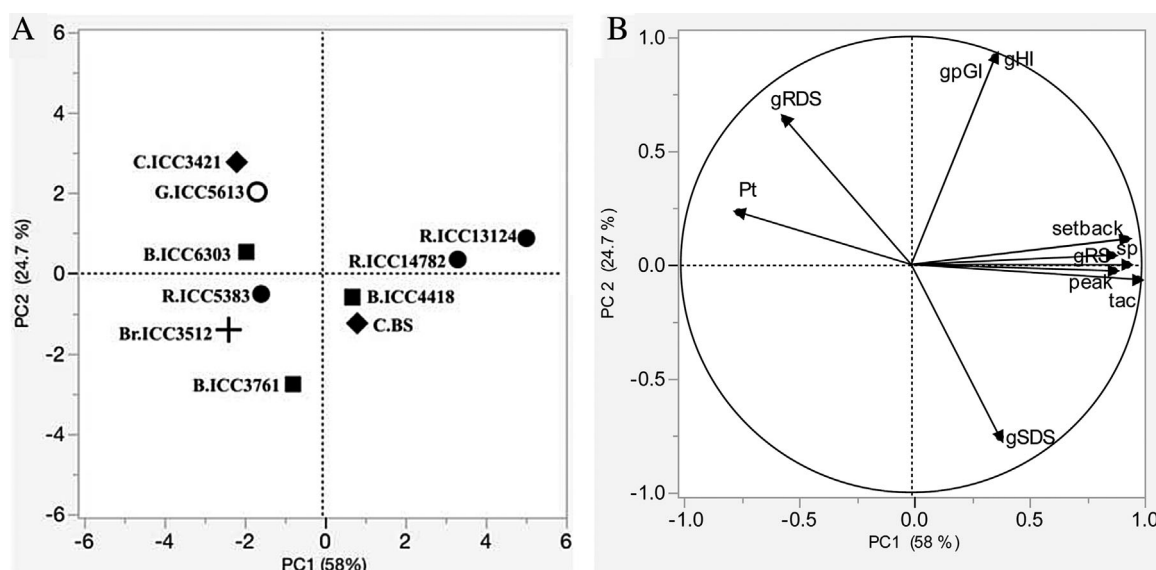 A
6
4
2
0
-2
-4
-6
PC2 (24.7 %)
C.ICC3421
G.ICC5613
B.ICC6303
R.ICC13124
R.ICC14782
R.ICC5383
B.ICC4418
Br.ICC3512
C.BS
B.ICC3761
-6 -4 -2 0 2 4 6
PC1 (58%)
B
1.0
0.5
0.0
-0.5
-1.0
PC 2 (24.7 %)
gpGI gHI
gRDS
Pt
setback
gRS sp
peak
tac
gSDS
-1.0 -0.5 0.0 0.5 1.0
PC1 (58 %)